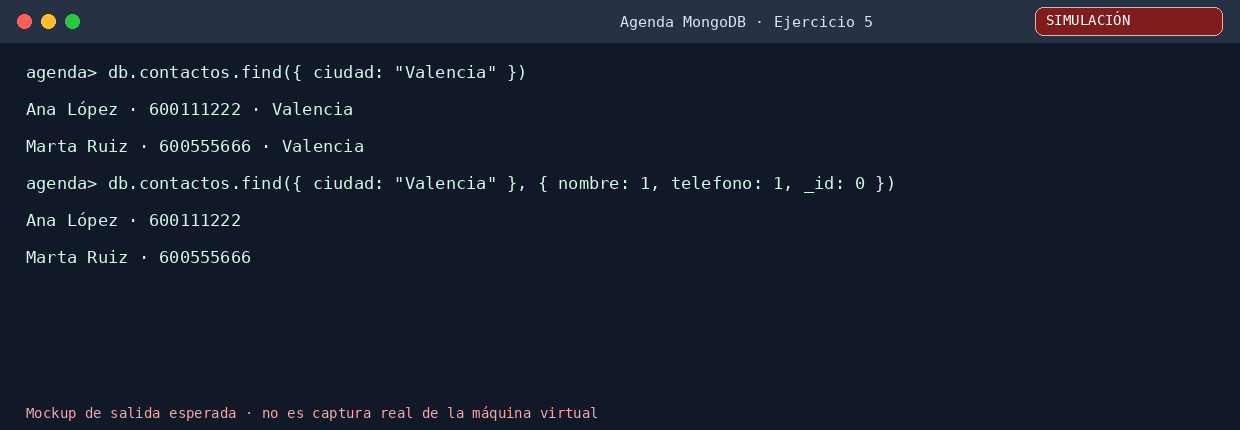 Agenda MongoDB · Ejercicio 5
SIMULACIÓN
agenda> db.contactos.find({ ciudad: "Valencia" })
Ana López · 600111222 · Valencia
Marta Ruiz · 600555666 · Valencia
agenda> db.contactos.find({ ciudad: "Valencia" }, { nombre: 1, telefono: 1, _id: 0 })
Ana López · 600111222
Marta Ruiz · 600555666
Mockup de salida esperada · no es captura real de la máquina virtual